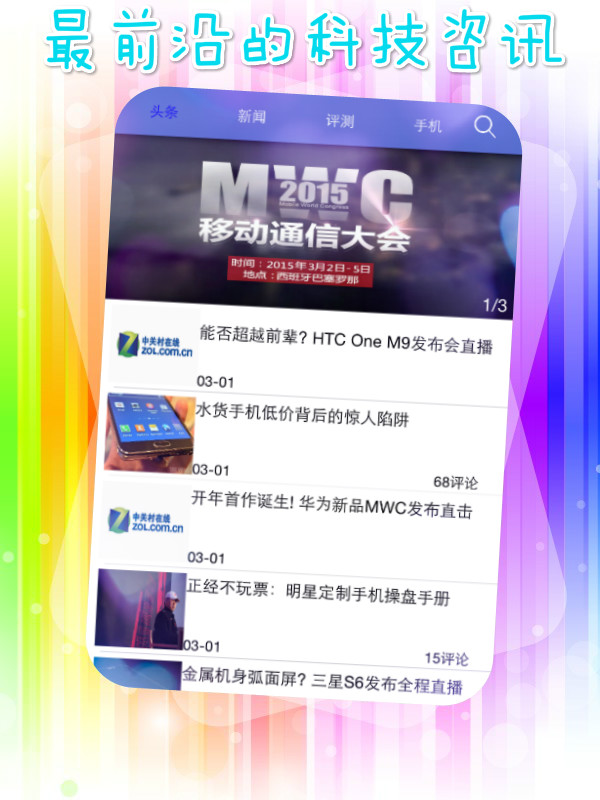 最前沿的科技咨讯
头条 新闻 评测 手机
MWC
2015
Mobile World Congress
移动通信大会
时间：2015年3月2日-5日
地点：西班牙巴塞罗那
1/3
能否超越前辈? HTC One M9发布会直播
中关村在线
ZOL.COM.CN
03-01
水货手机低价背后的惊人陷阱
03-01
68评论
开年首作诞生! 华为新品MWC发布直击
中关村在线
ZOL.COM.CN
03-01
正经不玩票：明星定制手机操盘手册
03-01
15评论
金属机身弧面屏? 三星S6发布全程直播